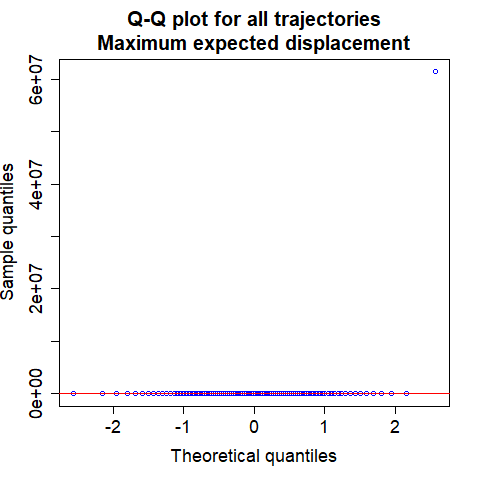 Q-Q plot for all trajectories
Maximum expected displacement
Sample quantiles
6e+07
4e+07
2e+07
0e+00
-2 -1 0 1 2
Theoretical quantiles